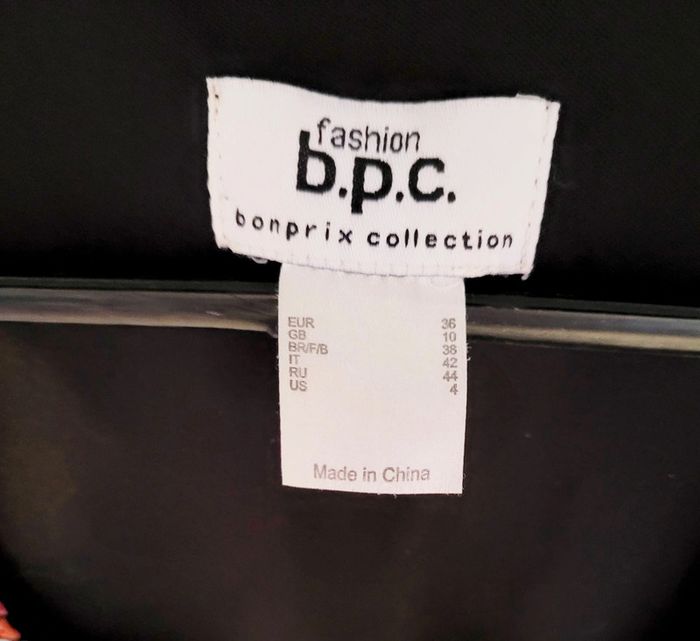 fashion
b.p.c.
bonprix collection
EUR 36
GB 10
BR/F/B 38
IT 42
RU 44
US 4
Made in China